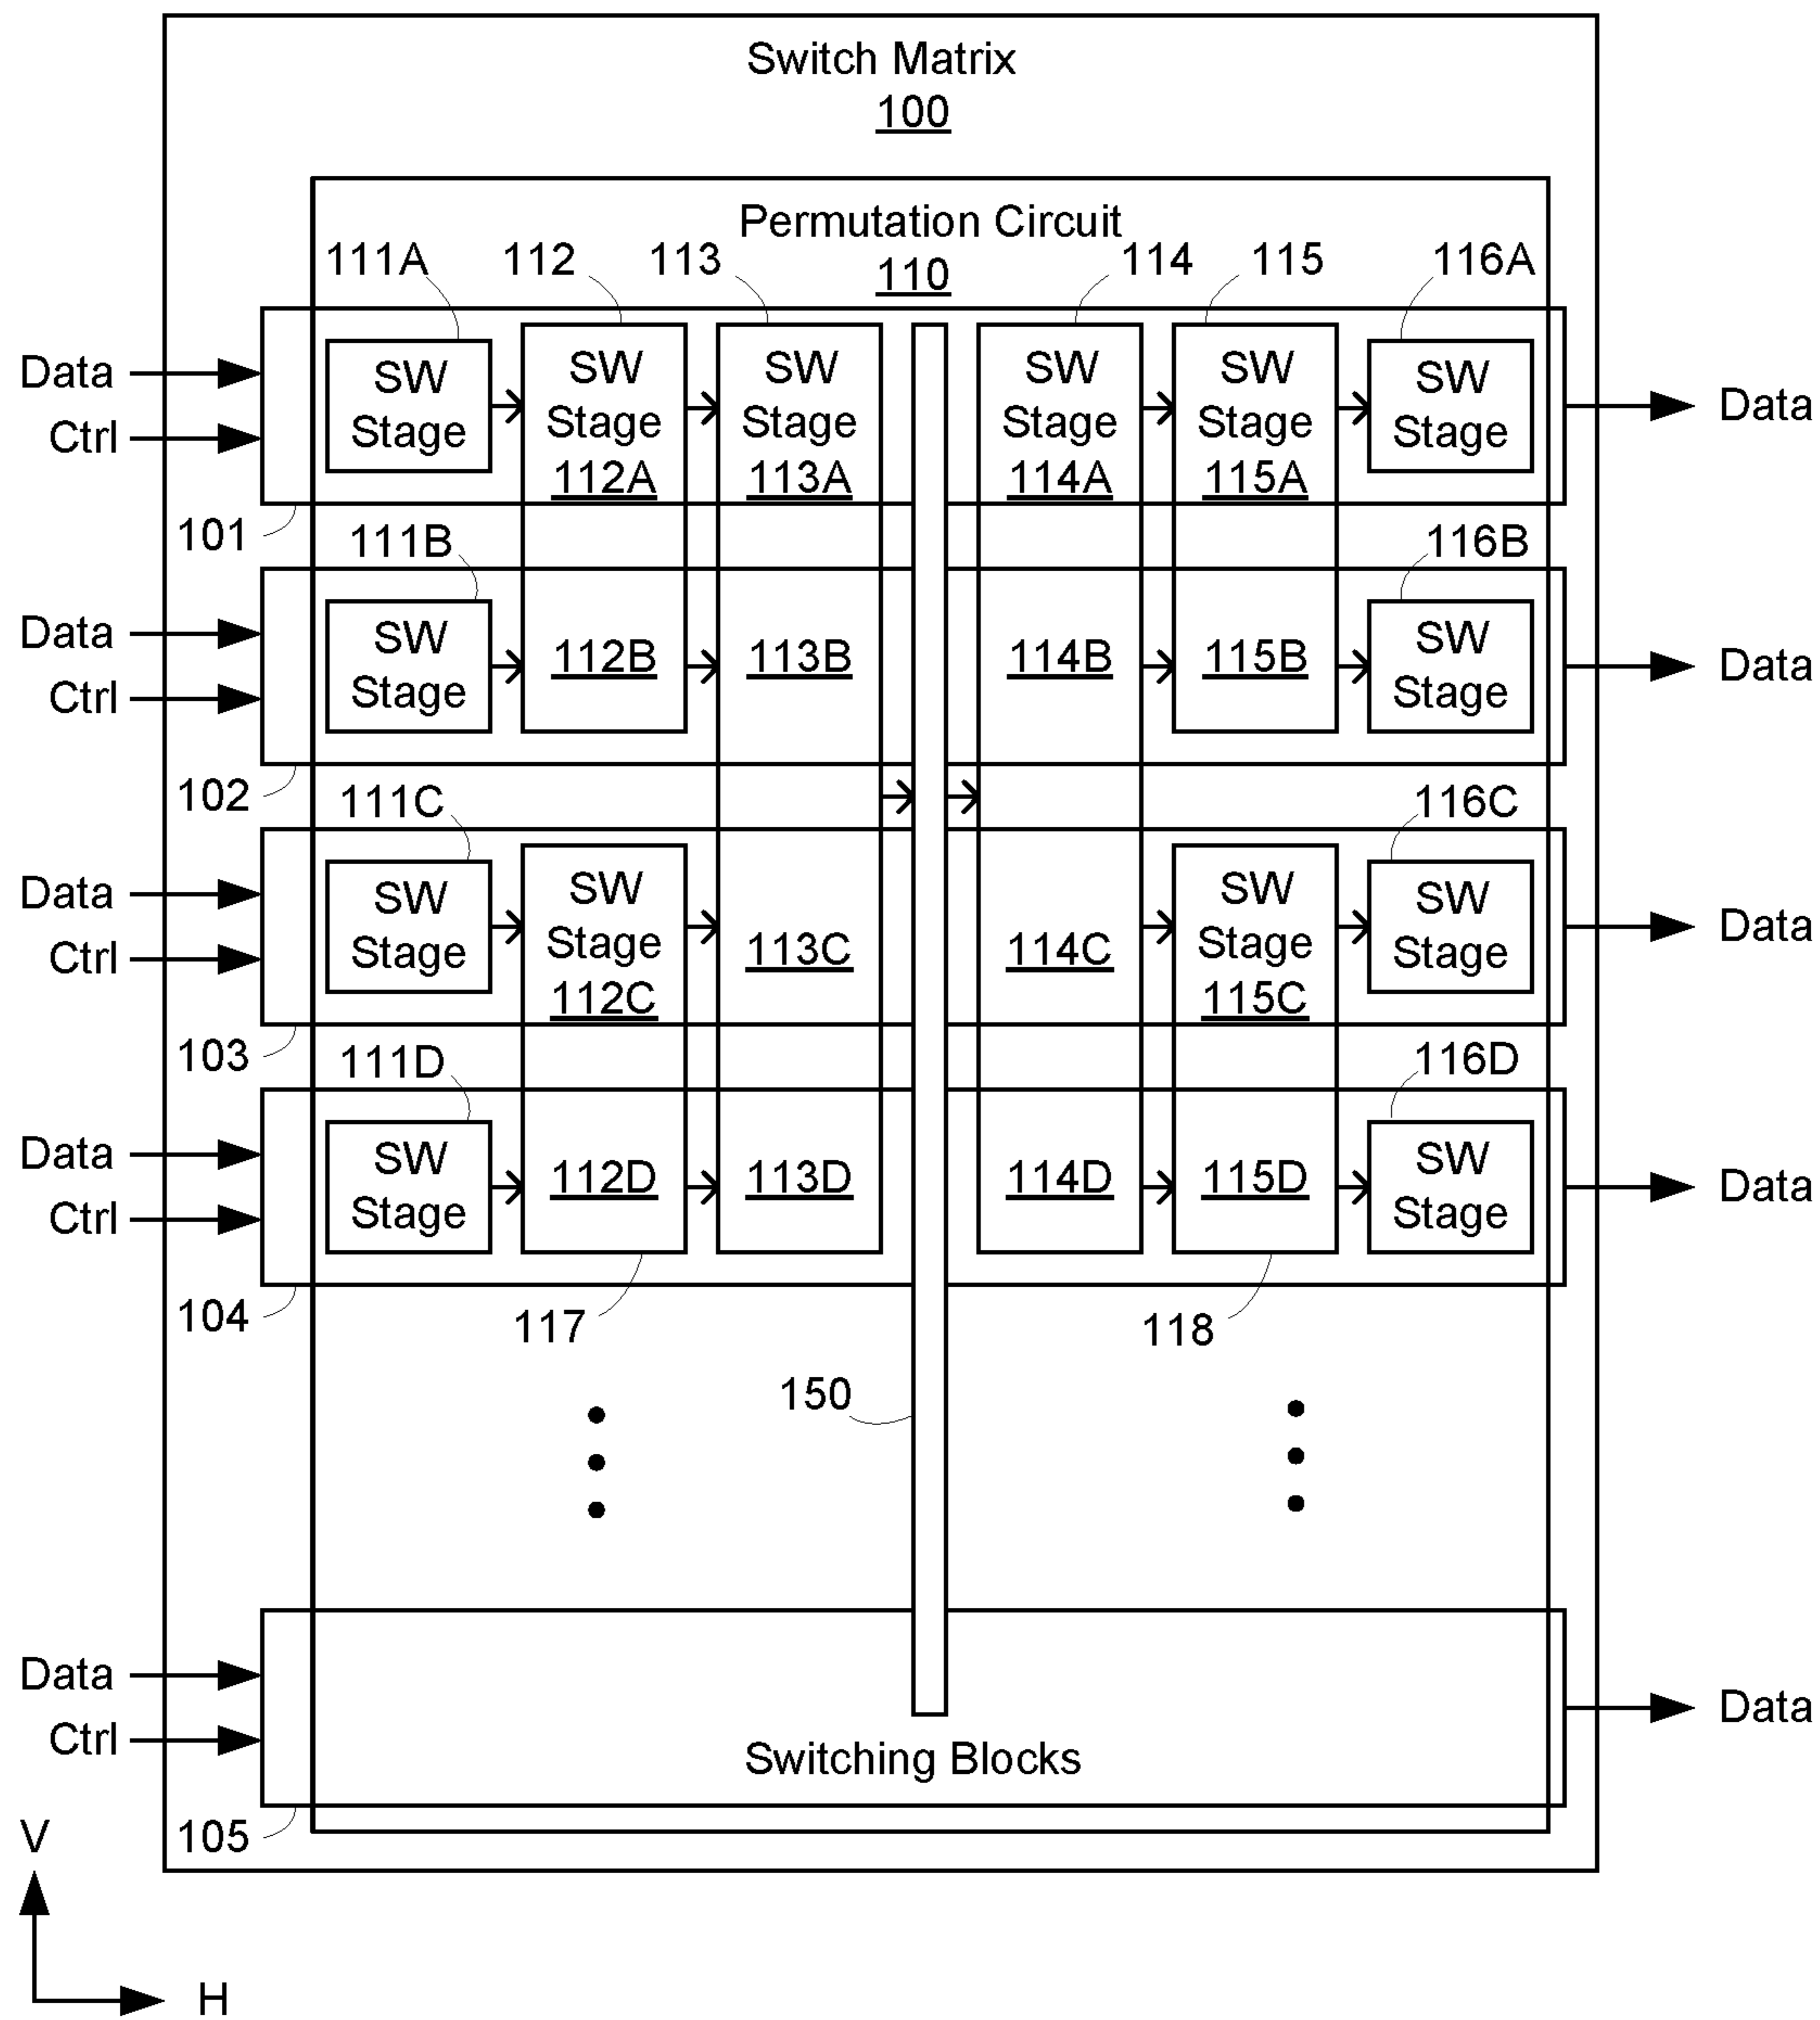 Switch Matrix
100
Permutation Circuit
110
111A 112 113 114 115 116A
Data
Ctrl
SW
Stage
SW
Stage
112A
SW
Stage
113A
SW
Stage
114A
SW
Stage
115A
SW
Stage
Data
101
111B 116B
Data
Ctrl
SW
Stage
112B
113B
114B
115B
SW
Stage
Data
102
111C 116C
Data
Ctrl
SW
Stage
SW
Stage
112C
113C
114C
SW
Stage
115C
SW
Stage
Data
103
111D 116D
Data
Ctrl
SW
Stage
112D
113D
114D
115D
SW
Stage
Data
104
117 118
150
Data
Ctrl
Switching Blocks
Data
105
V
H